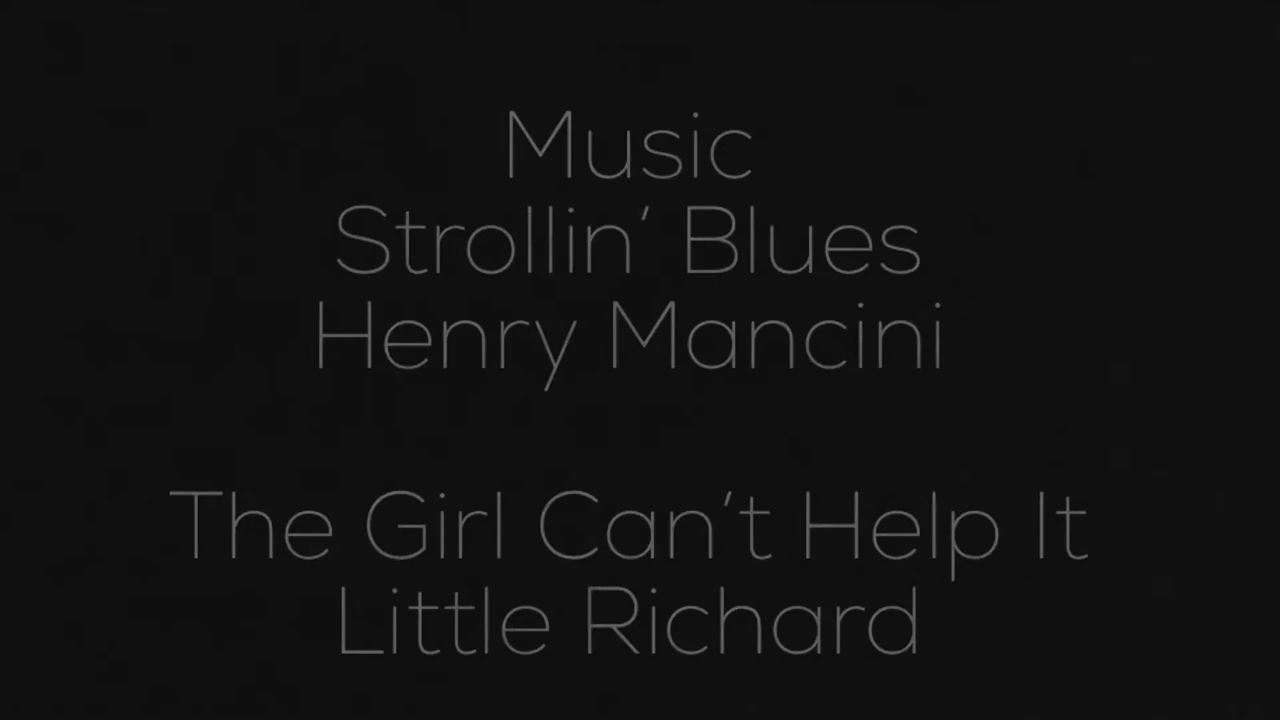 Music
Strollin’ Blues
Henry Mancini
The Girl Can’t Help It
Little Richard